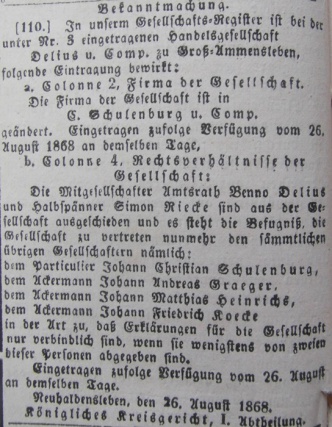 Bekanntmachung.
[110.] In unserm Gesellschafts-Register ist bei der
unter Nr. 3 eingetragenen Handelsgesellschaft
Delius u. Comp. zu Groß-Ammensleben,
folgende Eintragung bewirkt:
a. Colonne 2, Firma der Gesellschaft.
Die Firma der Gesellschaft ist in
C. Schulenburg u. Comp.
geändert. Eingetragen zufolge Verfügung vom 26.
August 1868 an demselben Tage,
b. Colonne 4, Rechtsverhältnisse der
Gesellschaft:
Die Mitgesellschafter Amtsrath Benno Delius
und Halbspänner Simon Riecke sind aus der Ge-
sellschaft ausgeschieden und es steht die Befugniß, die
Gesellschaft zu vertreten nunmehr den sämmtlichen
übrigen Gesellschaftern nämlich:
dem Particulier Johann Christian Schulenburg,
dem Ackermann Johann Andreas Graeger,
dem Ackermann Johann Matthias Heinrichs,
dem Ackermann Johann Friedrich Koecke
in der Art zu, daß Erklärungen für die Gesellschaft
nur verbindlich sind, wenn sie wenigstens von zweien
dieser Personen abgegeben sind.
Eingetragen zufolge Verfügung vom 26. August
an demselben Tage.
Neuhaldensleben, den 26. August 1868.
Königliches Kreisgericht, I. Abtheilung.